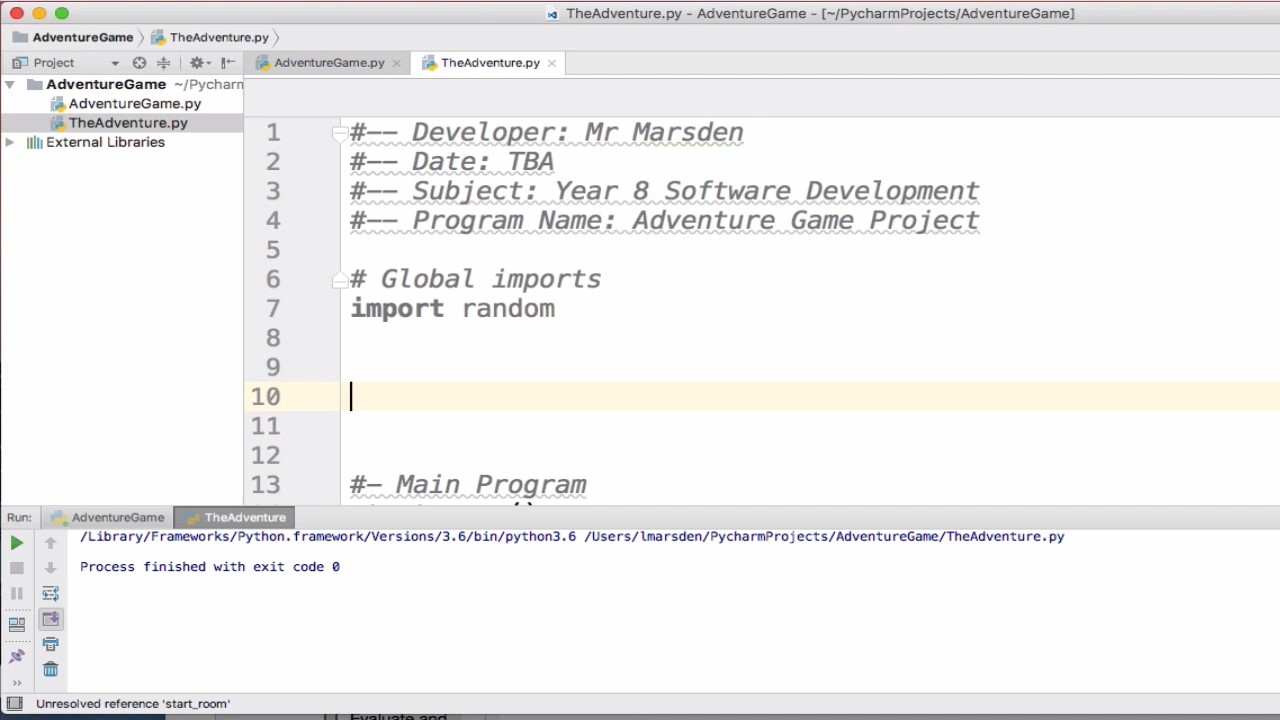 TheAdventure.py - AdventureGame - [~/PycharmProjects/AdventureGame]
AdventureGame
TheAdventure.py
Project
AdventureGame.py
TheAdventure.py
AdventureGame ~/Pycharm
AdventureGame.py
TheAdventure.py
External Libraries
1 #-- Developer: Mr Marsden
2 #-- Date: TBA
3 #-- Subject: Year 8 Software Development
4 #-- Program Name: Adventure Game Project
5
6 # Global imports
7 import random
8
9
10
11
12
13 #- Main Program
Run: AdventureGame TheAdventure
/Library/Frameworks/Python.framework/Versions/3.6/bin/python3.6 /Users/lmarsden/PycharmProjects/AdventureGame/TheAdventure.py
Process finished with exit code 0
Unresolved reference 'start_room'
Evaluate and